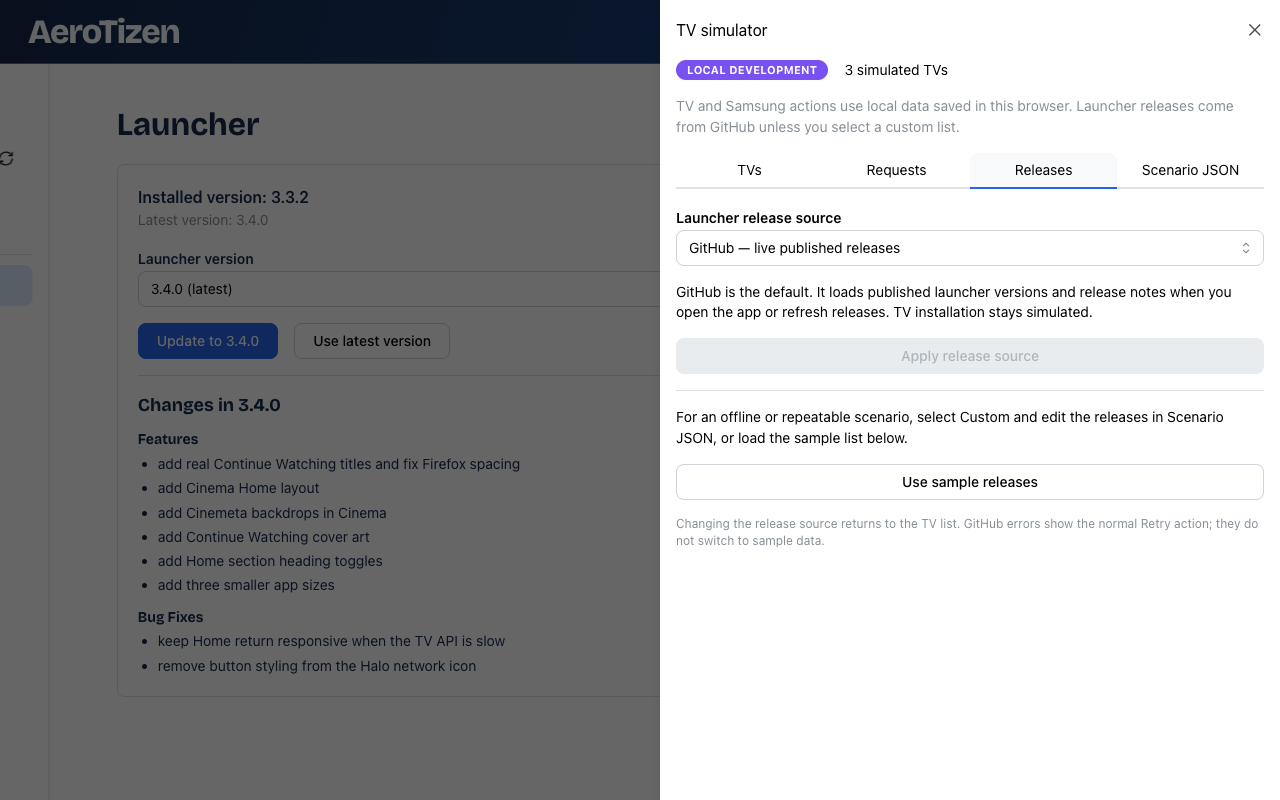 AeroTizen
Launcher
Installed version: 3.3.2
Latest version: 3.4.0
Launcher version
3.4.0 (latest)
Update to 3.4.0
Use latest version
Changes in 3.4.0
Features
• add real Continue Watching titles and fix Firefox spacing
• add Cinema Home layout
• add Cinemeta backdrops in Cinema
• add Continue Watching cover art
• add Home section heading toggles
• add three smaller app sizes
Bug Fixes
• keep Home return responsive when the TV API is slow
• remove button styling from the Halo network icon
TV simulator
LOCAL DEVELOPMENT
3 simulated TVs
TV and Samsung actions use local data saved in this browser. Launcher releases come
from GitHub unless you select a custom list.
TVs
Requests
Releases
Scenario JSON
Launcher release source
GitHub — live published releases
GitHub is the default. It loads published launcher versions and release notes when you
open the app or refresh releases. TV installation stays simulated.
Apply release source
For an offline or repeatable scenario, select Custom and edit the releases in Scenario
JSON, or load the sample list below.
Use sample releases
Changing the release source returns to the TV list. GitHub errors show the normal Retry action; they do
not switch to sample data.